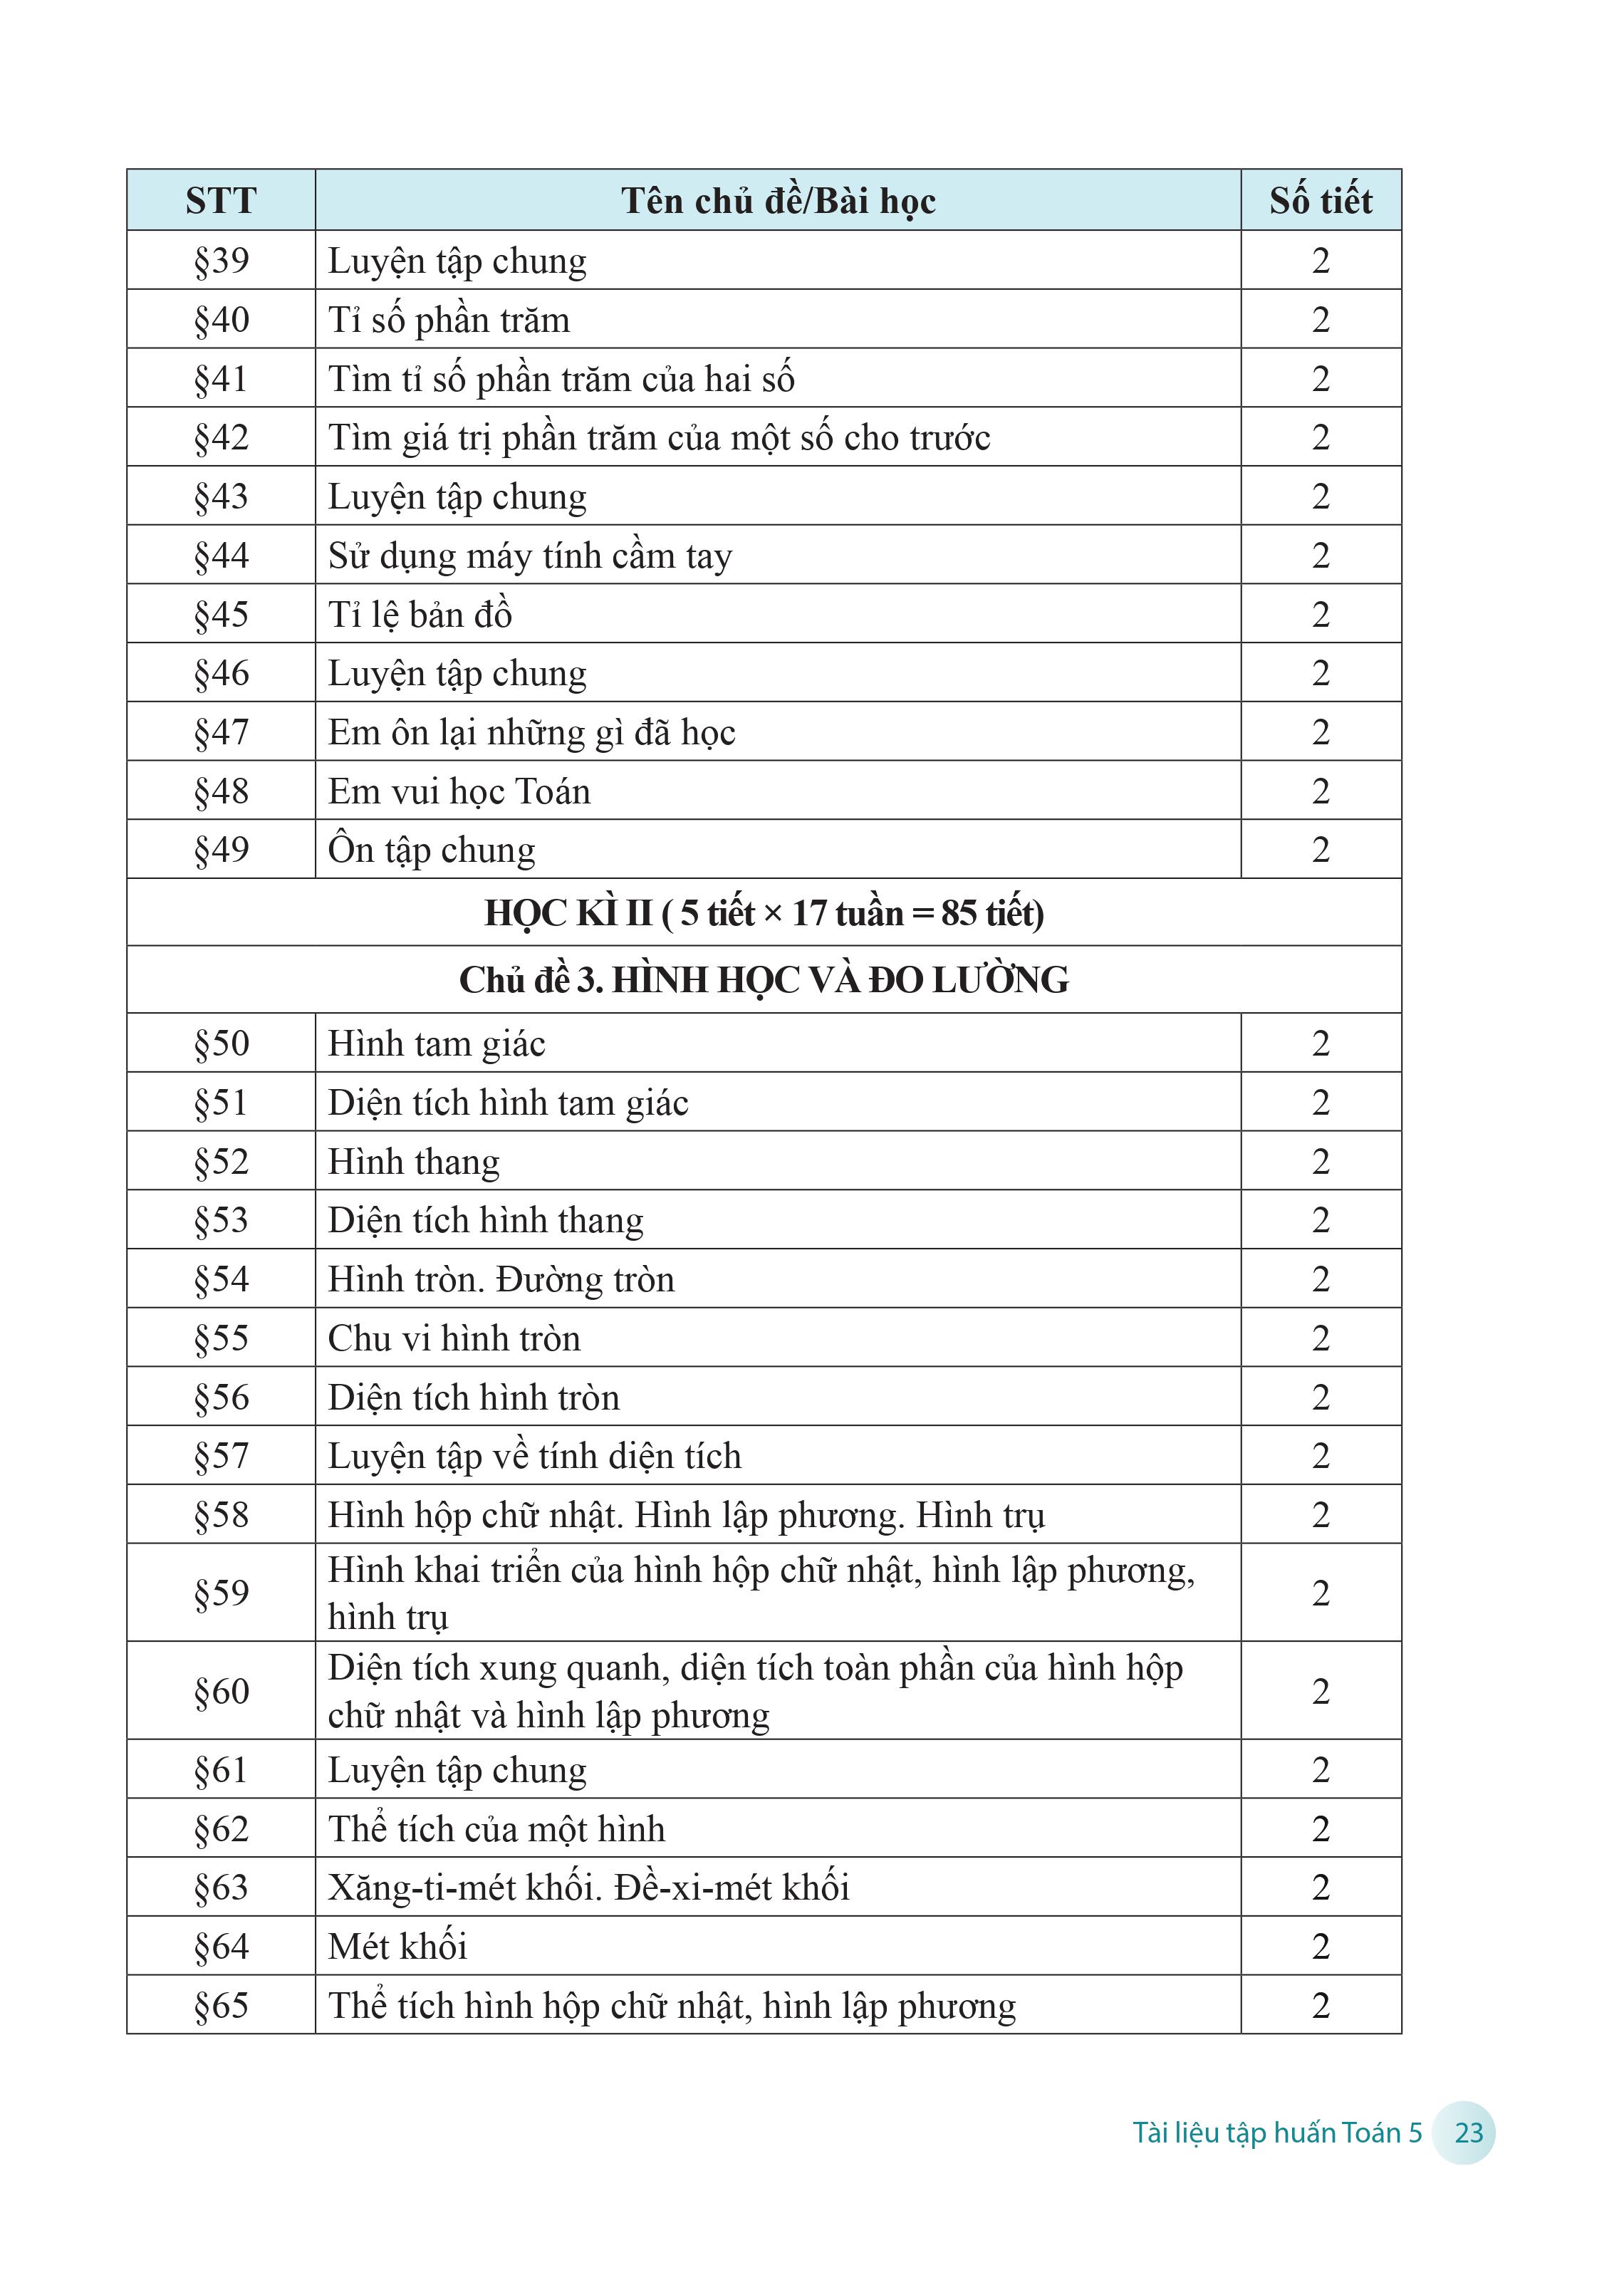 STT Tên chủ đề/Bài học Số tiết
§39 Luyện tập chung 2
§40 Tỉ số phần trăm 2
§41 Tìm tỉ số phần trăm của hai số 2
§42 Tìm giá trị phần trăm của một số cho trước 2
§43 Luyện tập chung 2
§44 Sử dụng máy tính cầm tay 2
§45 Tỉ lệ bản đồ 2
§46 Luyện tập chung 2
§47 Em ôn lại những gì đã học 2
§48 Em vui học Toán 2
§49 Ôn tập chung 2
HỌC KÌ II ( 5 tiết × 17 tuần = 85 tiết)
Chủ đề 3. HÌNH HỌC VÀ ĐO LƯỜNG
§50 Hình tam giác 2
§51 Diện tích hình tam giác 2
§52 Hình thang 2
§53 Diện tích hình thang 2
§54 Hình tròn. Đường tròn 2
§55 Chu vi hình tròn 2
§56 Diện tích hình tròn 2
§57 Luyện tập về tính diện tích 2
§58 Hình hộp chữ nhật. Hình lập phương. Hình trụ 2
§59 Hình khai triển của hình hộp chữ nhật, hình lập phương,
hình trụ 2
§60 Diện tích xung quanh, diện tích toàn phần của hình hộp
chữ nhật và hình lập phương 2
§61 Luyện tập chung 2
§62 Thể tích của một hình 2
§63 Xăng-ti-mét khối. Đề-xi-mét khối 2
§64 Mét khối 2
§65 Thể tích hình hộp chữ nhật, hình lập phương 2
Tài liệu tập huấn Toán 5 23